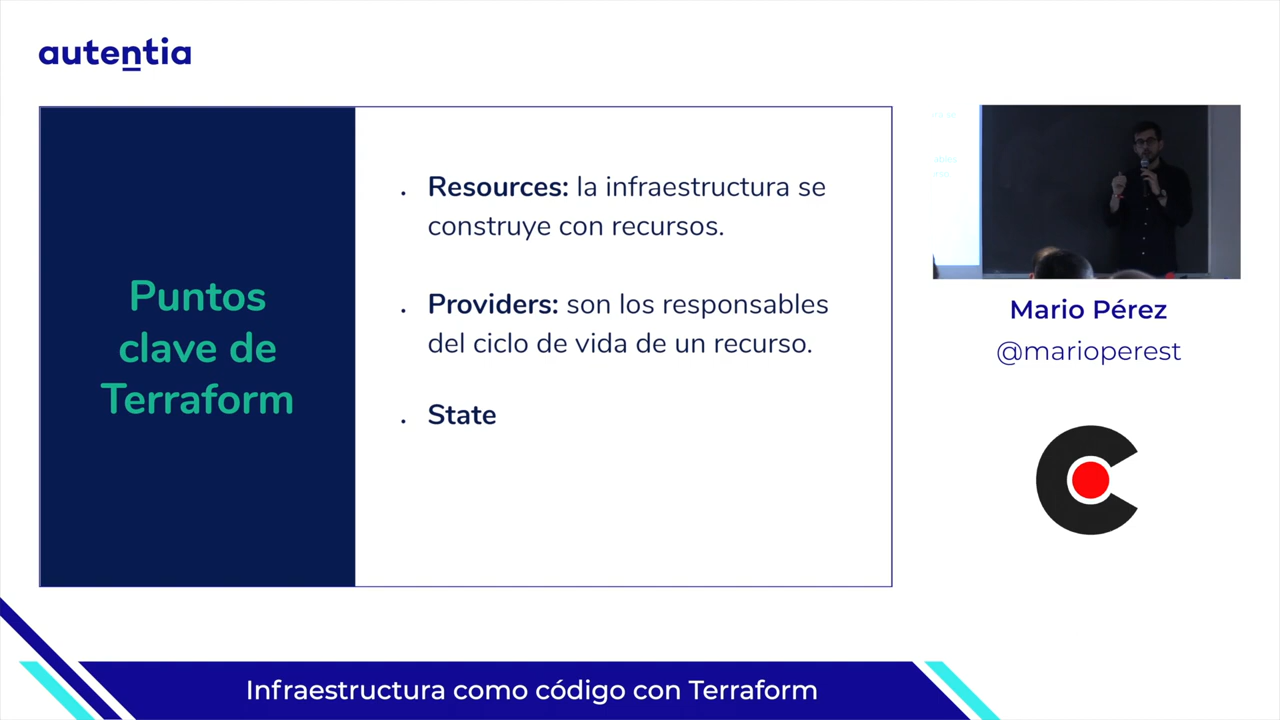 autentia
Puntos
clave de
Terraform
. Resources: la infraestructura se
construye con recursos.
. Providers: son los responsables
del ciclo de vida de un recurso.
. State
Mario Pérez
@marioperest
Infraestructura como código con Terraform